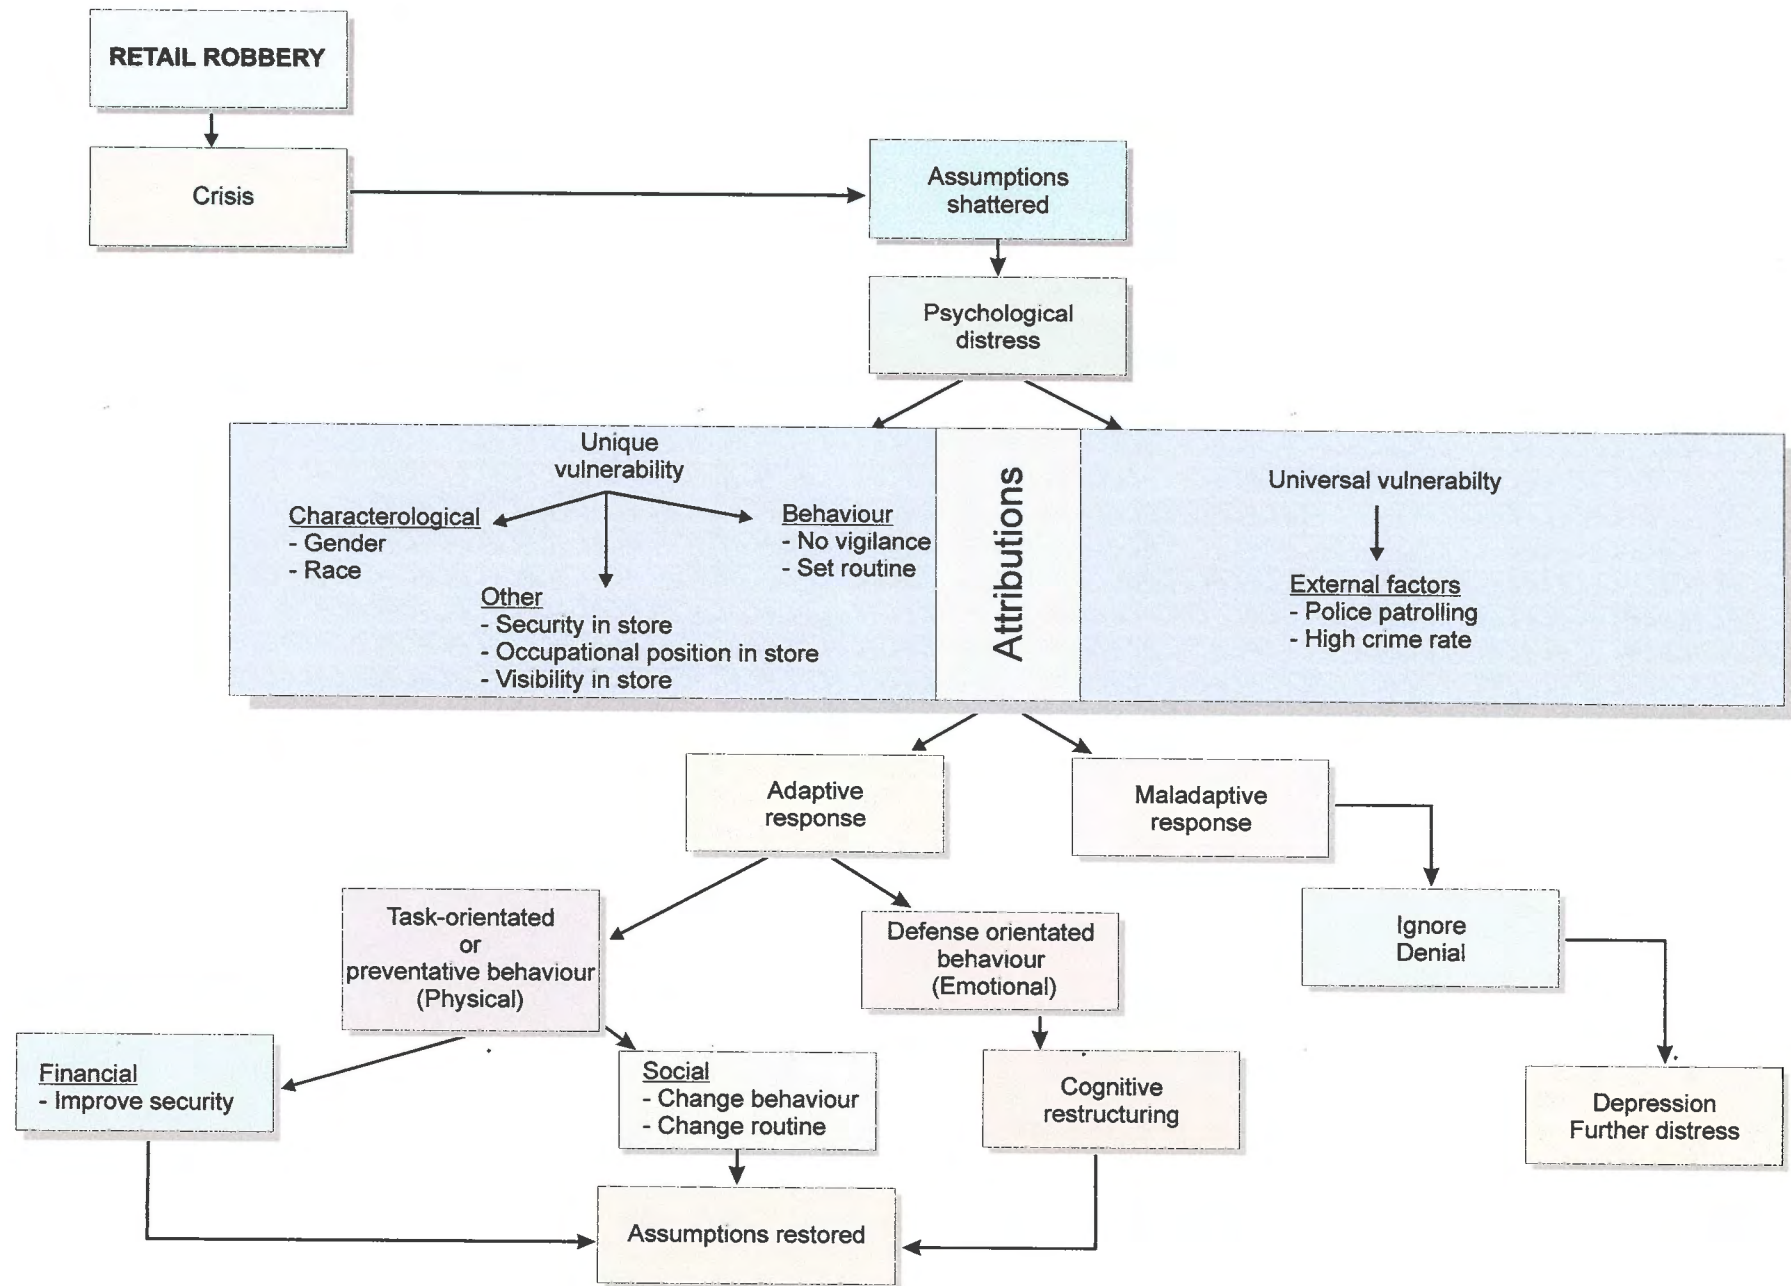 RETAIL ROBBERY
Crisis
Assumptions
shattered
Psychological
distress
Unique
vulnerability
Characterological
- Gender
- Race
Other
- Security in store
- Occupational position in store
- Visibility in store
Behaviour
- No vigilance
- Set routine
Attributions
Universal vulnerabilty
External factors
- Police patrolling
- High crime rate
Adaptive
response
Maladaptive
response
Task-orientated
or
preventative behaviour
(Physical)
Defense orientated
behaviour
(Emotional)
Ignore
Denial
Financial
- Improve security
Social
- Change behaviour
- Change routine
Cognitive
restructuring
Depression
Further distress
Assumptions restored